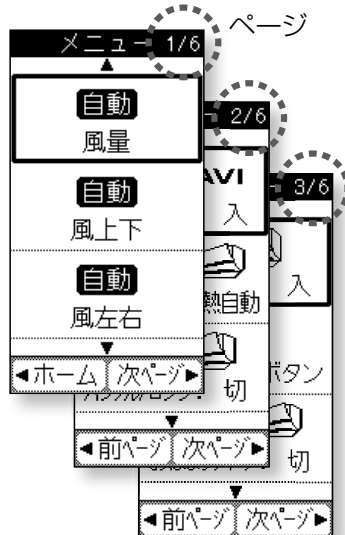 ページ
メニュー 1/6
▲
自動
風量
自動
風上下
自動
風左右
▼
◀ホーム 次ページ▶
2/6
AVI
入
熱自動
切
▼
◀前ページ 次ページ▶
3/6
入
ボタン
切
▼
◀前ページ 次ページ▶